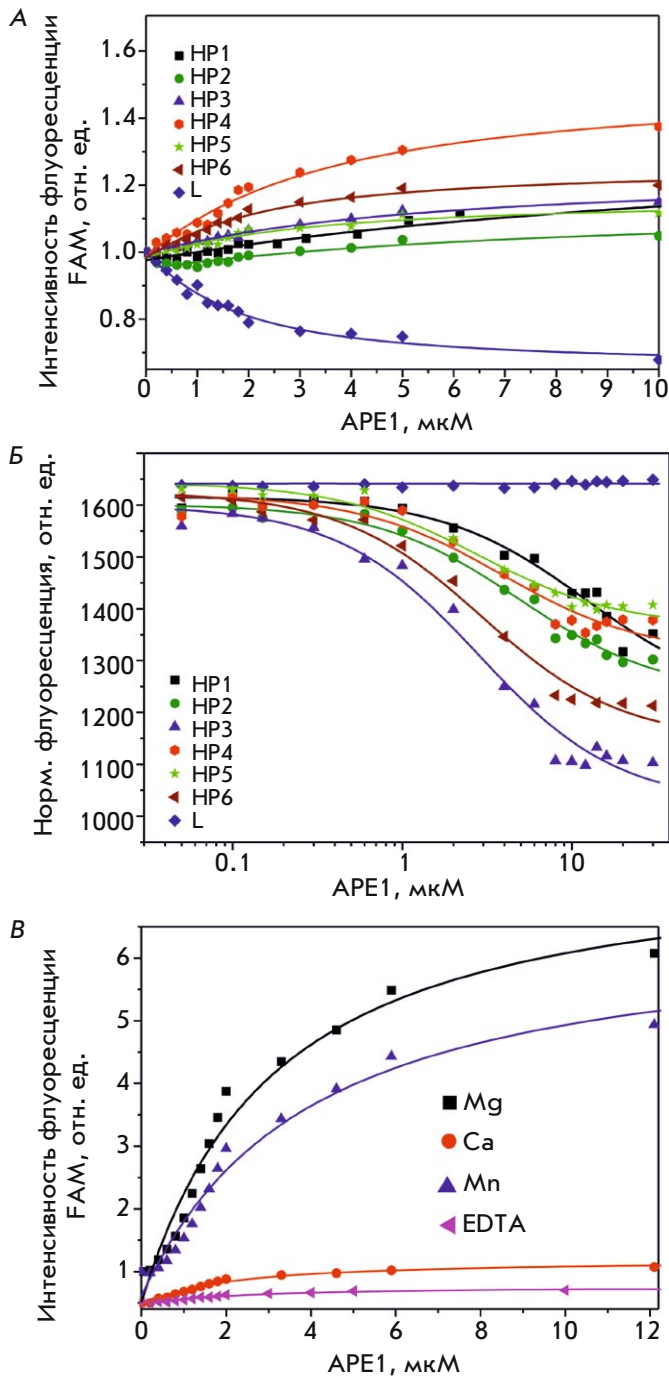 А
Интенсивность флуоресценции
FAM, отн. ед.
1.6
1.4
1.2
1.0
0.8
HP1
HP2
HP3
HP4
HP5
HP6
L
0 1 2 3 4 5 6 7 8 9 10
APE1, мкМ
Б
Норм. флуоресценция, отн. ед.
1600
1500
1400
1300
1200
1100
1000
HP1
HP2
HP3
HP4
HP5
HP6
L
0.1 1 10
APE1, мкМ
В
Интенсивность флуоресценции
FAM, отн. ед.
6
5
4
3
2
1
Mg
Ca
Mn
EDTA
0 2 4 6 8 10 12
APE1, мкМ